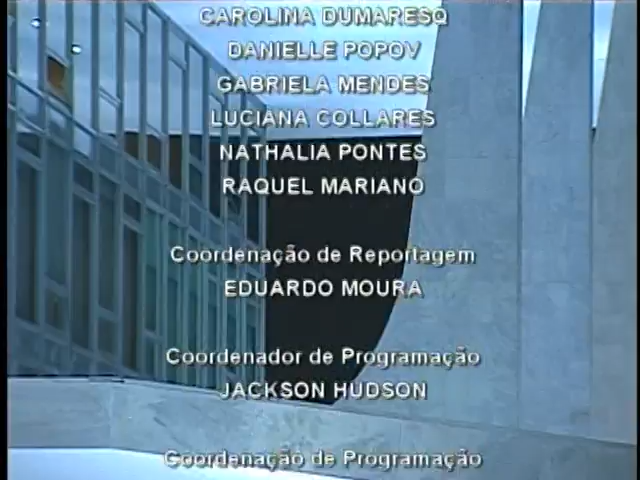 CAROLINA DUMARESQ
DANIELLE POPOV
GABRIELA MENDES
LUCIANA COLLARES
NATHALIA PONTES
RAQUEL MARIANO
Coordenação de Reportagem
EDUARDO MOURA
Coordenador de Programação
JACKSON HUDSON
Coordenação de Programação